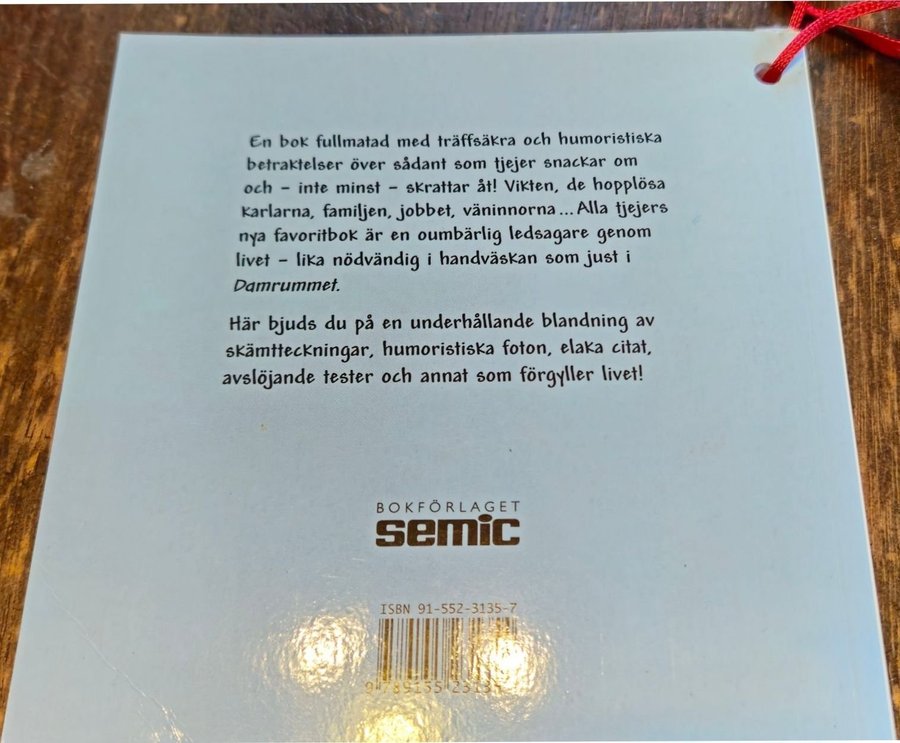 En bok fullmatad med träffsäkra och humoristiska
betraktelser över sådant som tjejer snackar om
och – inte minst – skrattar åt! Vikten, de hopplösa
karlarna, familjen, jobbet, väninnorna... Alla tjejers
nya favoritbok är en oumbärlig ledsagare genom
livet – lika nödvändig i handväskan som just i
Damrummet.
Här bjuds du på en underhållande blandning av
skämtteckningar, humoristiska foton, elaka citat,
avslöjande tester och annat som förgyller livet!
BOKFÖRLAGET
semic
ISBN 91-552-3135-7